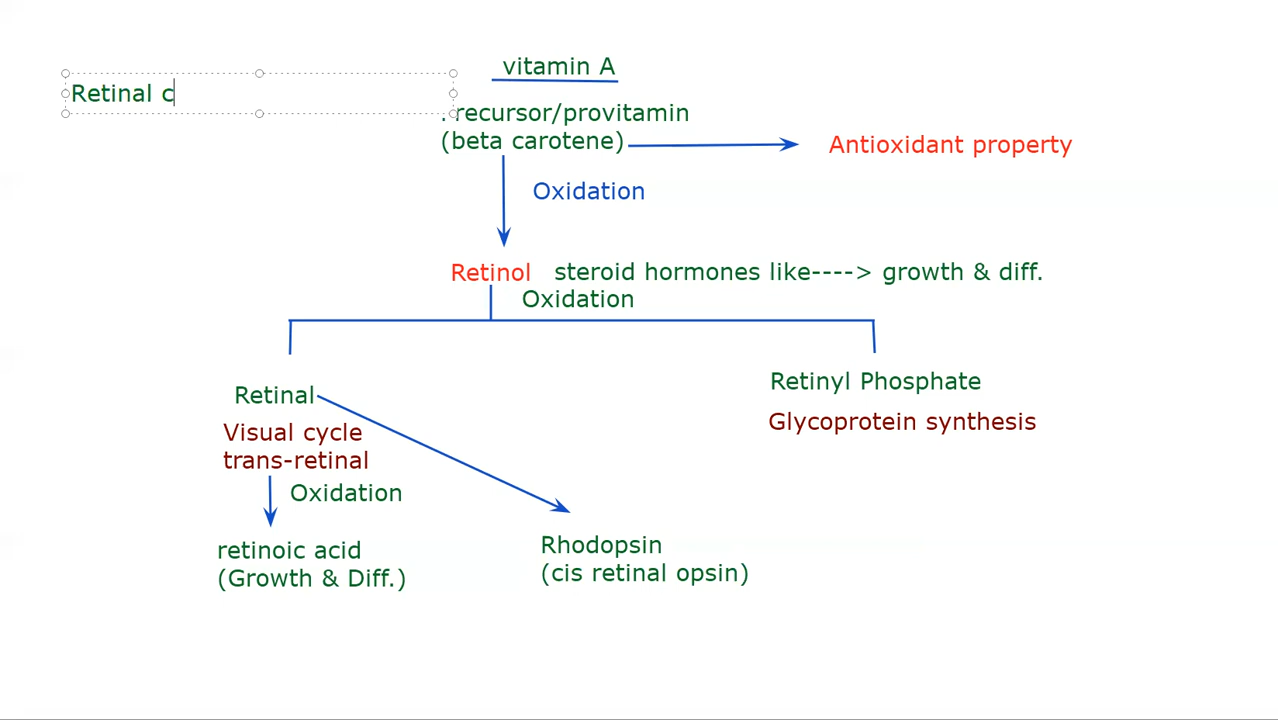 vitamin A
Retinal c
recursor/provitamin
(beta carotene)
Antioxidant property
Oxidation
Retinol steroid hormones like----> growth & diff.
Oxidation
Retinal
Retinyl Phosphate
Visual cycle
Glycoprotein synthesis
trans-retinal
Oxidation
retinoic acid
(Growth & Diff.)
Rhodopsin
(cis retinal opsin)